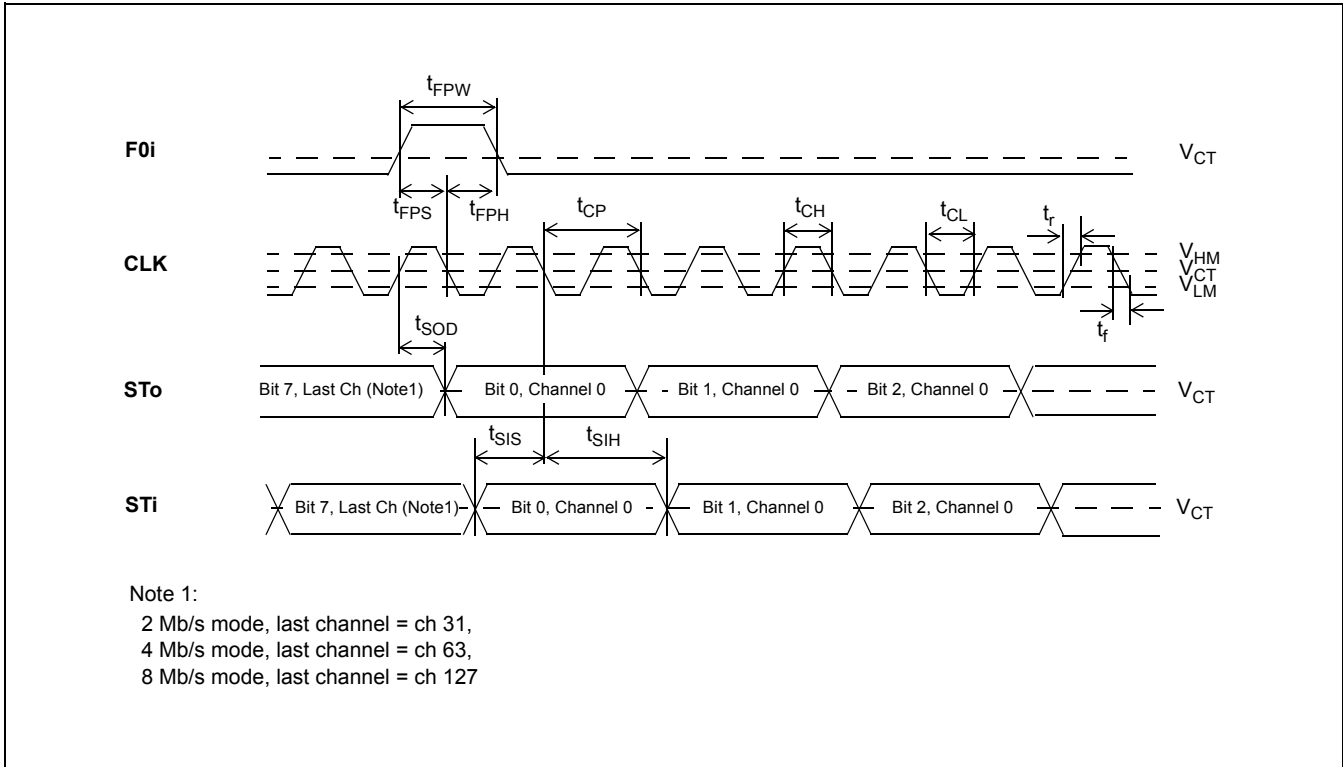 tFPW
F0i
VCT
tFPS
tFPH
tCP
tCH
tCL
tr
CLK
VHM
VCT
VLM
tSOD
tf
STo
Bit 7, Last Ch (Note1)
Bit 0, Channel 0
Bit 1, Channel 0
Bit 2, Channel 0
VCT
tSIS
tSIH
STi
Bit 7, Last Ch (Note1)
Bit 0, Channel 0
Bit 1, Channel 0
Bit 2, Channel 0
VCT
Note 1:
2 Mb/s mode, last channel = ch 31,
4 Mb/s mode, last channel = ch 63,
8 Mb/s mode, last channel = ch 127